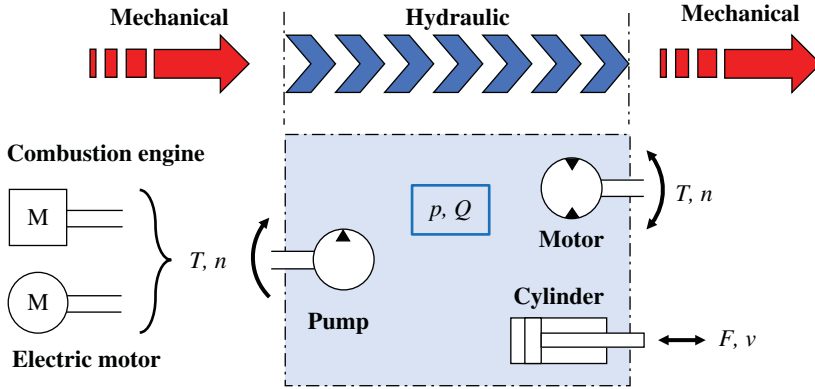 Mechanical
Hydraulic
Mechanical
Combustion engine
M
M
Electric motor
T, n
Pump
p, Q
Motor
T, n
Cylinder
F, v